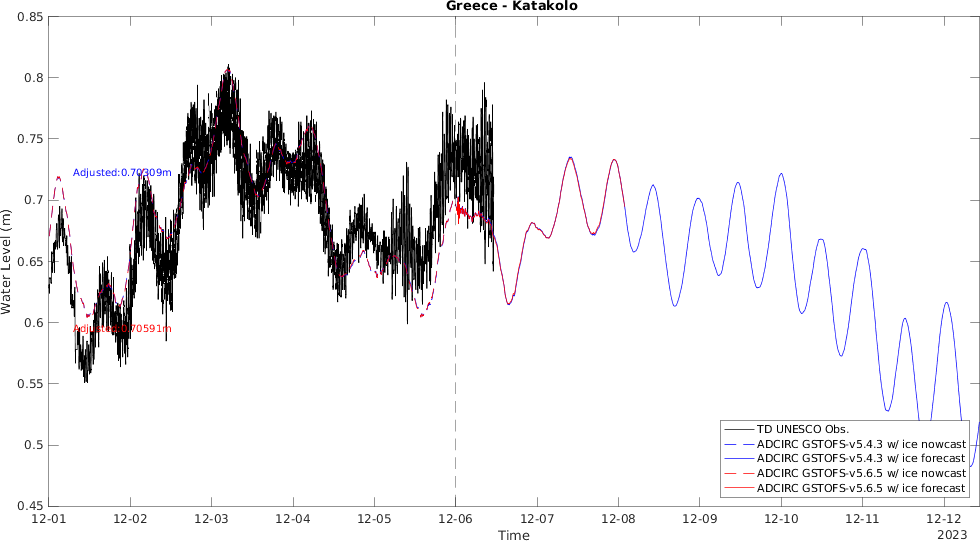 Greece - Katakolo
Water Level (m)
0.85
0.8
0.75
0.7
0.65
0.6
0.55
0.5
0.45
Adjusted:0.70309m
Adjusted:0.70591m
TD UNESCO Obs.
ADCIRC GSTOFS-v5.4.3 w/ ice nowcast
ADCIRC GSTOFS-v5.4.3 w/ ice forecast
ADCIRC GSTOFS-v5.6.5 w/ ice nowcast
ADCIRC GSTOFS-v5.6.5 w/ ice forecast
12-01 12-02 12-03 12-04 12-05 12-06 12-07 12-08 12-09 12-10 12-11 12-12
Time
2023